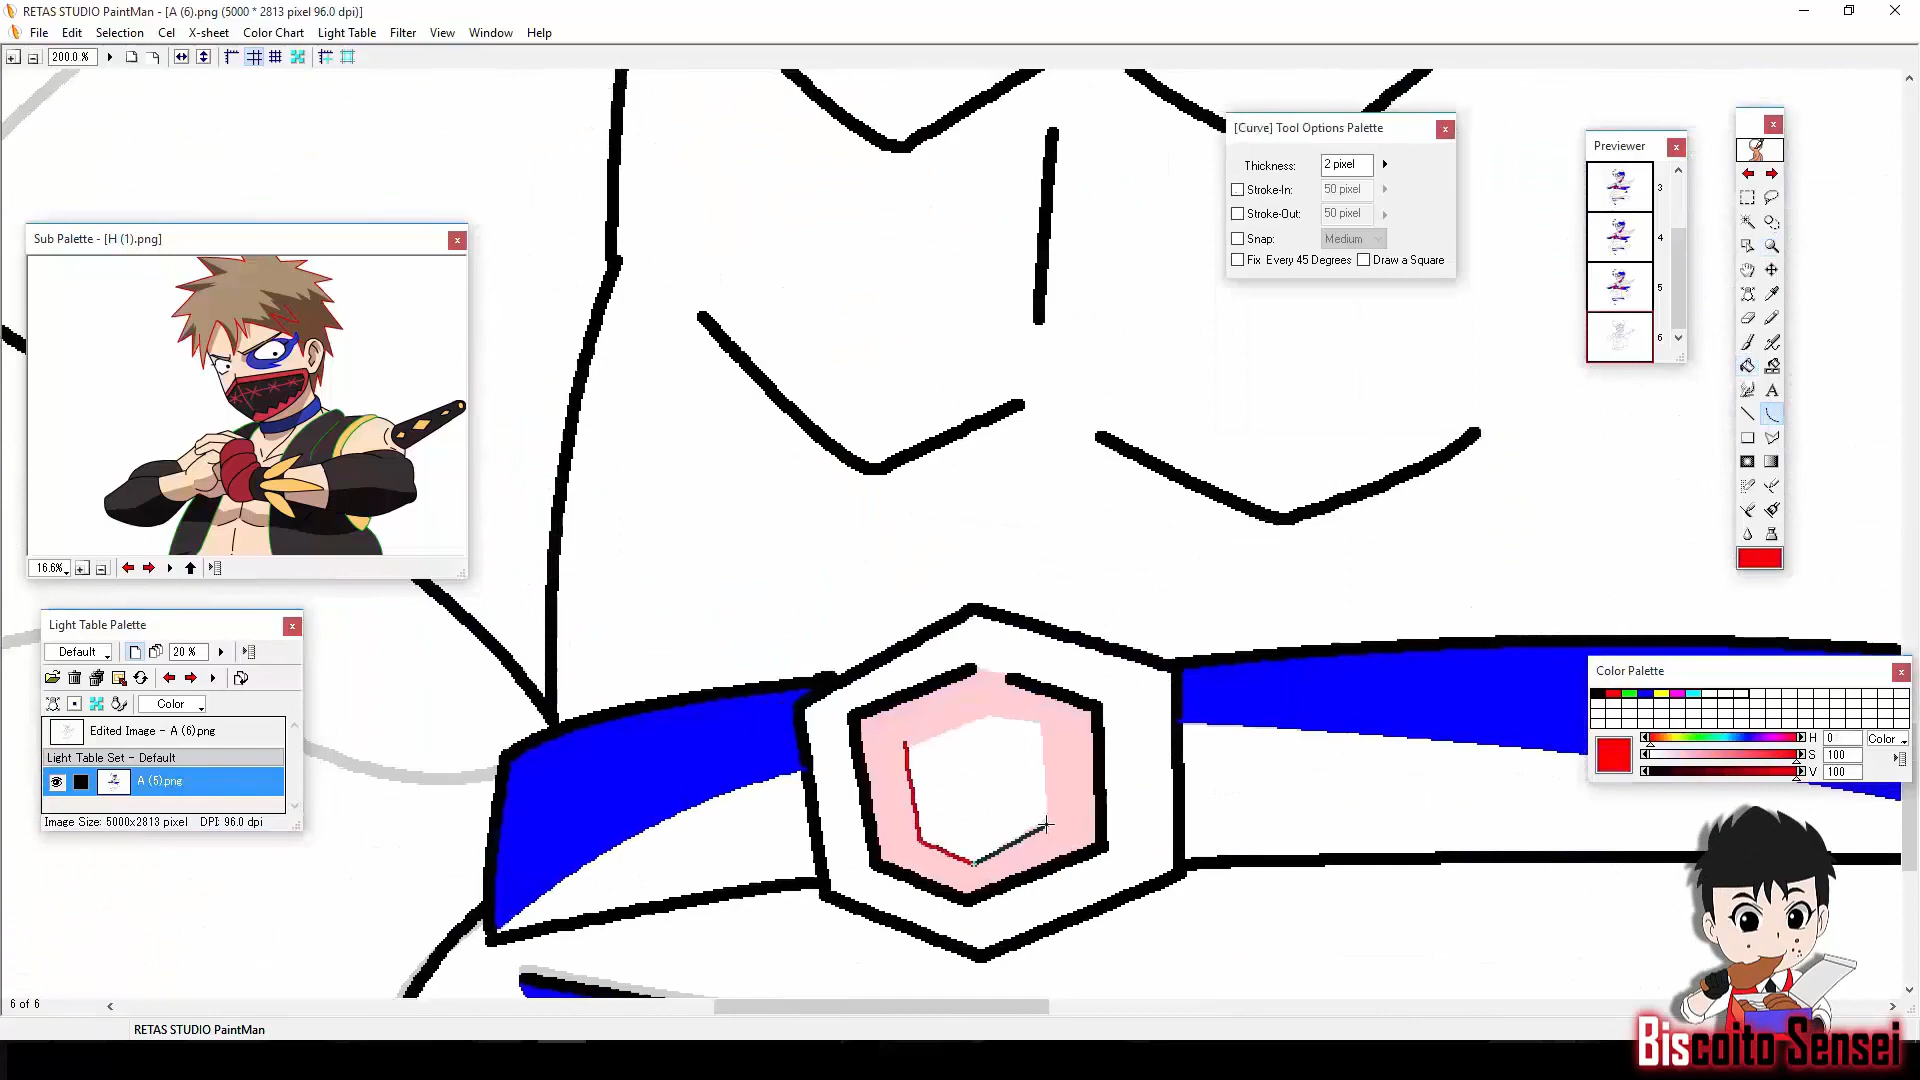 RETAS STUDIO PaintMan - [A (6).png (5000 * 2813 pixel 96.0 dpi)]
File Edit Selection Cel X-sheet Color Chart Light Table Filter View Window Help
200.0 %
[Curve] Tool Options Palette
Thickness: 2 pixel
Stroke-In: 50 pixel
Stroke-Out: 50 pixel
Snap: Medium
Fix Every 45 Degrees Draw a Square
Previewer
3
4
5
6
Sub Palette - [H (1).png]
16.6%
Light Table Palette
Default 20 %
Color
Edited Image - A (6).png
Light Table Set - Default
A (5).png
Image Size: 5000x2813 pixel DPI: 96.0 dpi
Color Palette
H 0 Color
S 100
V 100
A
6 of 6
RETAS STUDIO PaintMan
Biscoito Sensei